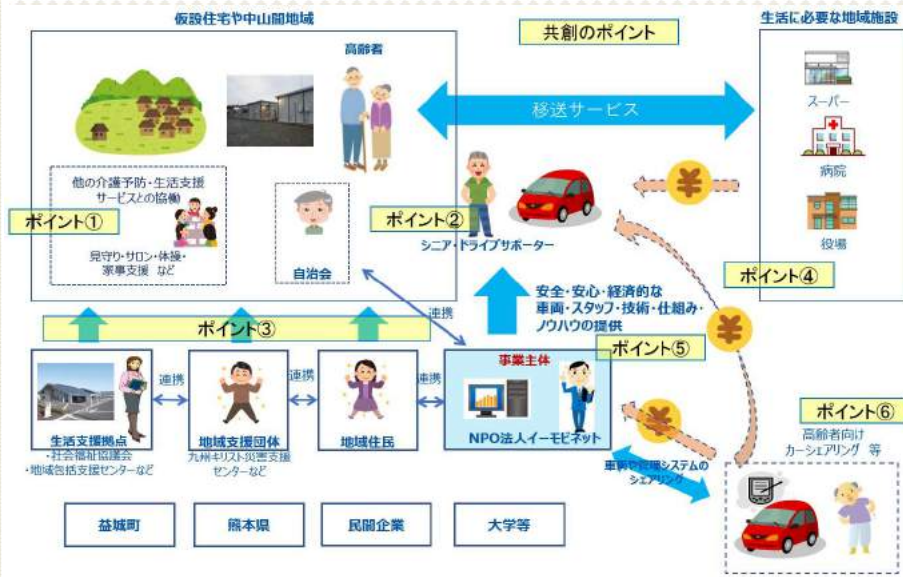 仮設住宅や中山間地域
生活に必要な地域施設
共創のポイント
高齢者
移送サービス
スーパー
病院
役場
他の介護予防・生活支援
サービスとの協働
ポイント①
見守り・サロン・体操・
家事支援 など
自治会
ポイント②
シニア・ドライブサポーター
¥
ポイント④
安全・安心・経済的な
車両・スタッフ・技術・仕組み・
ノウハウの提供
¥
ポイント③
連携
ポイント⑤
生活支援拠点
・社会福祉協議会
・地域包括支援センターなど
連携
地域支援団体
九州キリスト災害支援
センターなど
連携
地域住民
連携
事業主体
NPO法人イーモビネット
¥
車両や管理システムの
シェアリング
ポイント⑥
高齢者向け
カーシェアリング 等
益城町
熊本県
民間企業
大学等